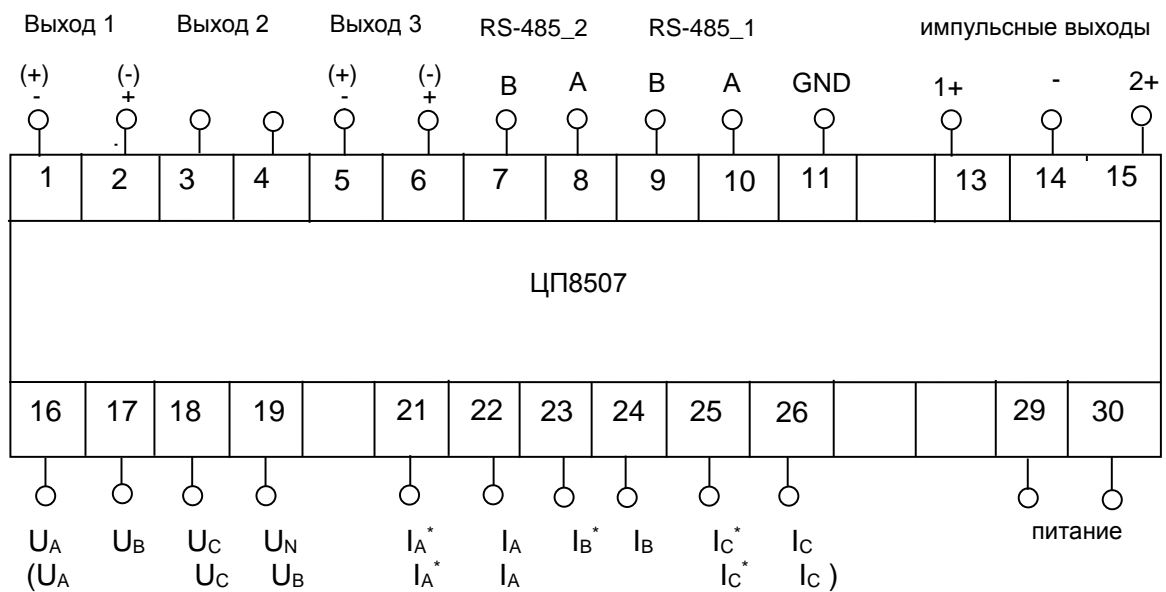 Выход 1 Выход 2 Выход 3 RS-485_2 RS-485_1 импульсные выходы
(+) (-) (+) (-) B A B A GND 1+ - 2+
- + - +
1 2 3 4 5 6 7 8 9 10 11 13 14 15
ЦП8507
16 17 18 19 21 22 23 24 25 26 29 30
UA UB UC UN IA* IA IB* IB IC* IC питание
(UA UC UB IA* IA IC* IC )